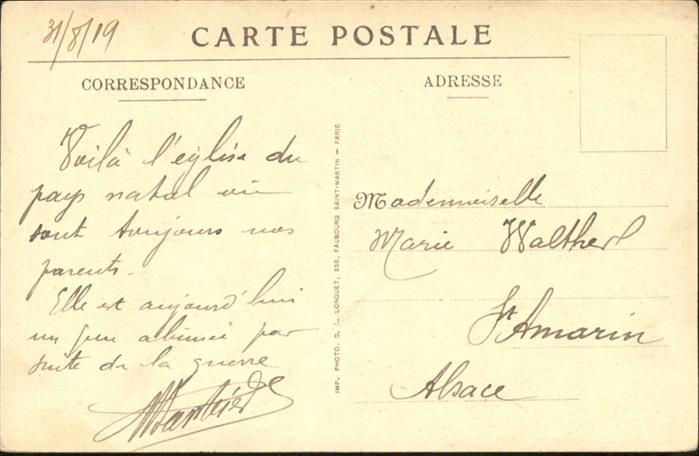 31/8/19
CARTE POSTALE
CORRESPONDANCE
ADRESSE
Voilà l'église du
pays natal où
sont toujours nos
parents.
Elle est aujourd'hui
un peu abimée par
suite de la guerre
IMP. PHOTO. D. A. LONGUET, 250, FAUBOURG SAINT-MARTIN — PARIS
Mademoiselle
Marie
St Amarin
Alsace